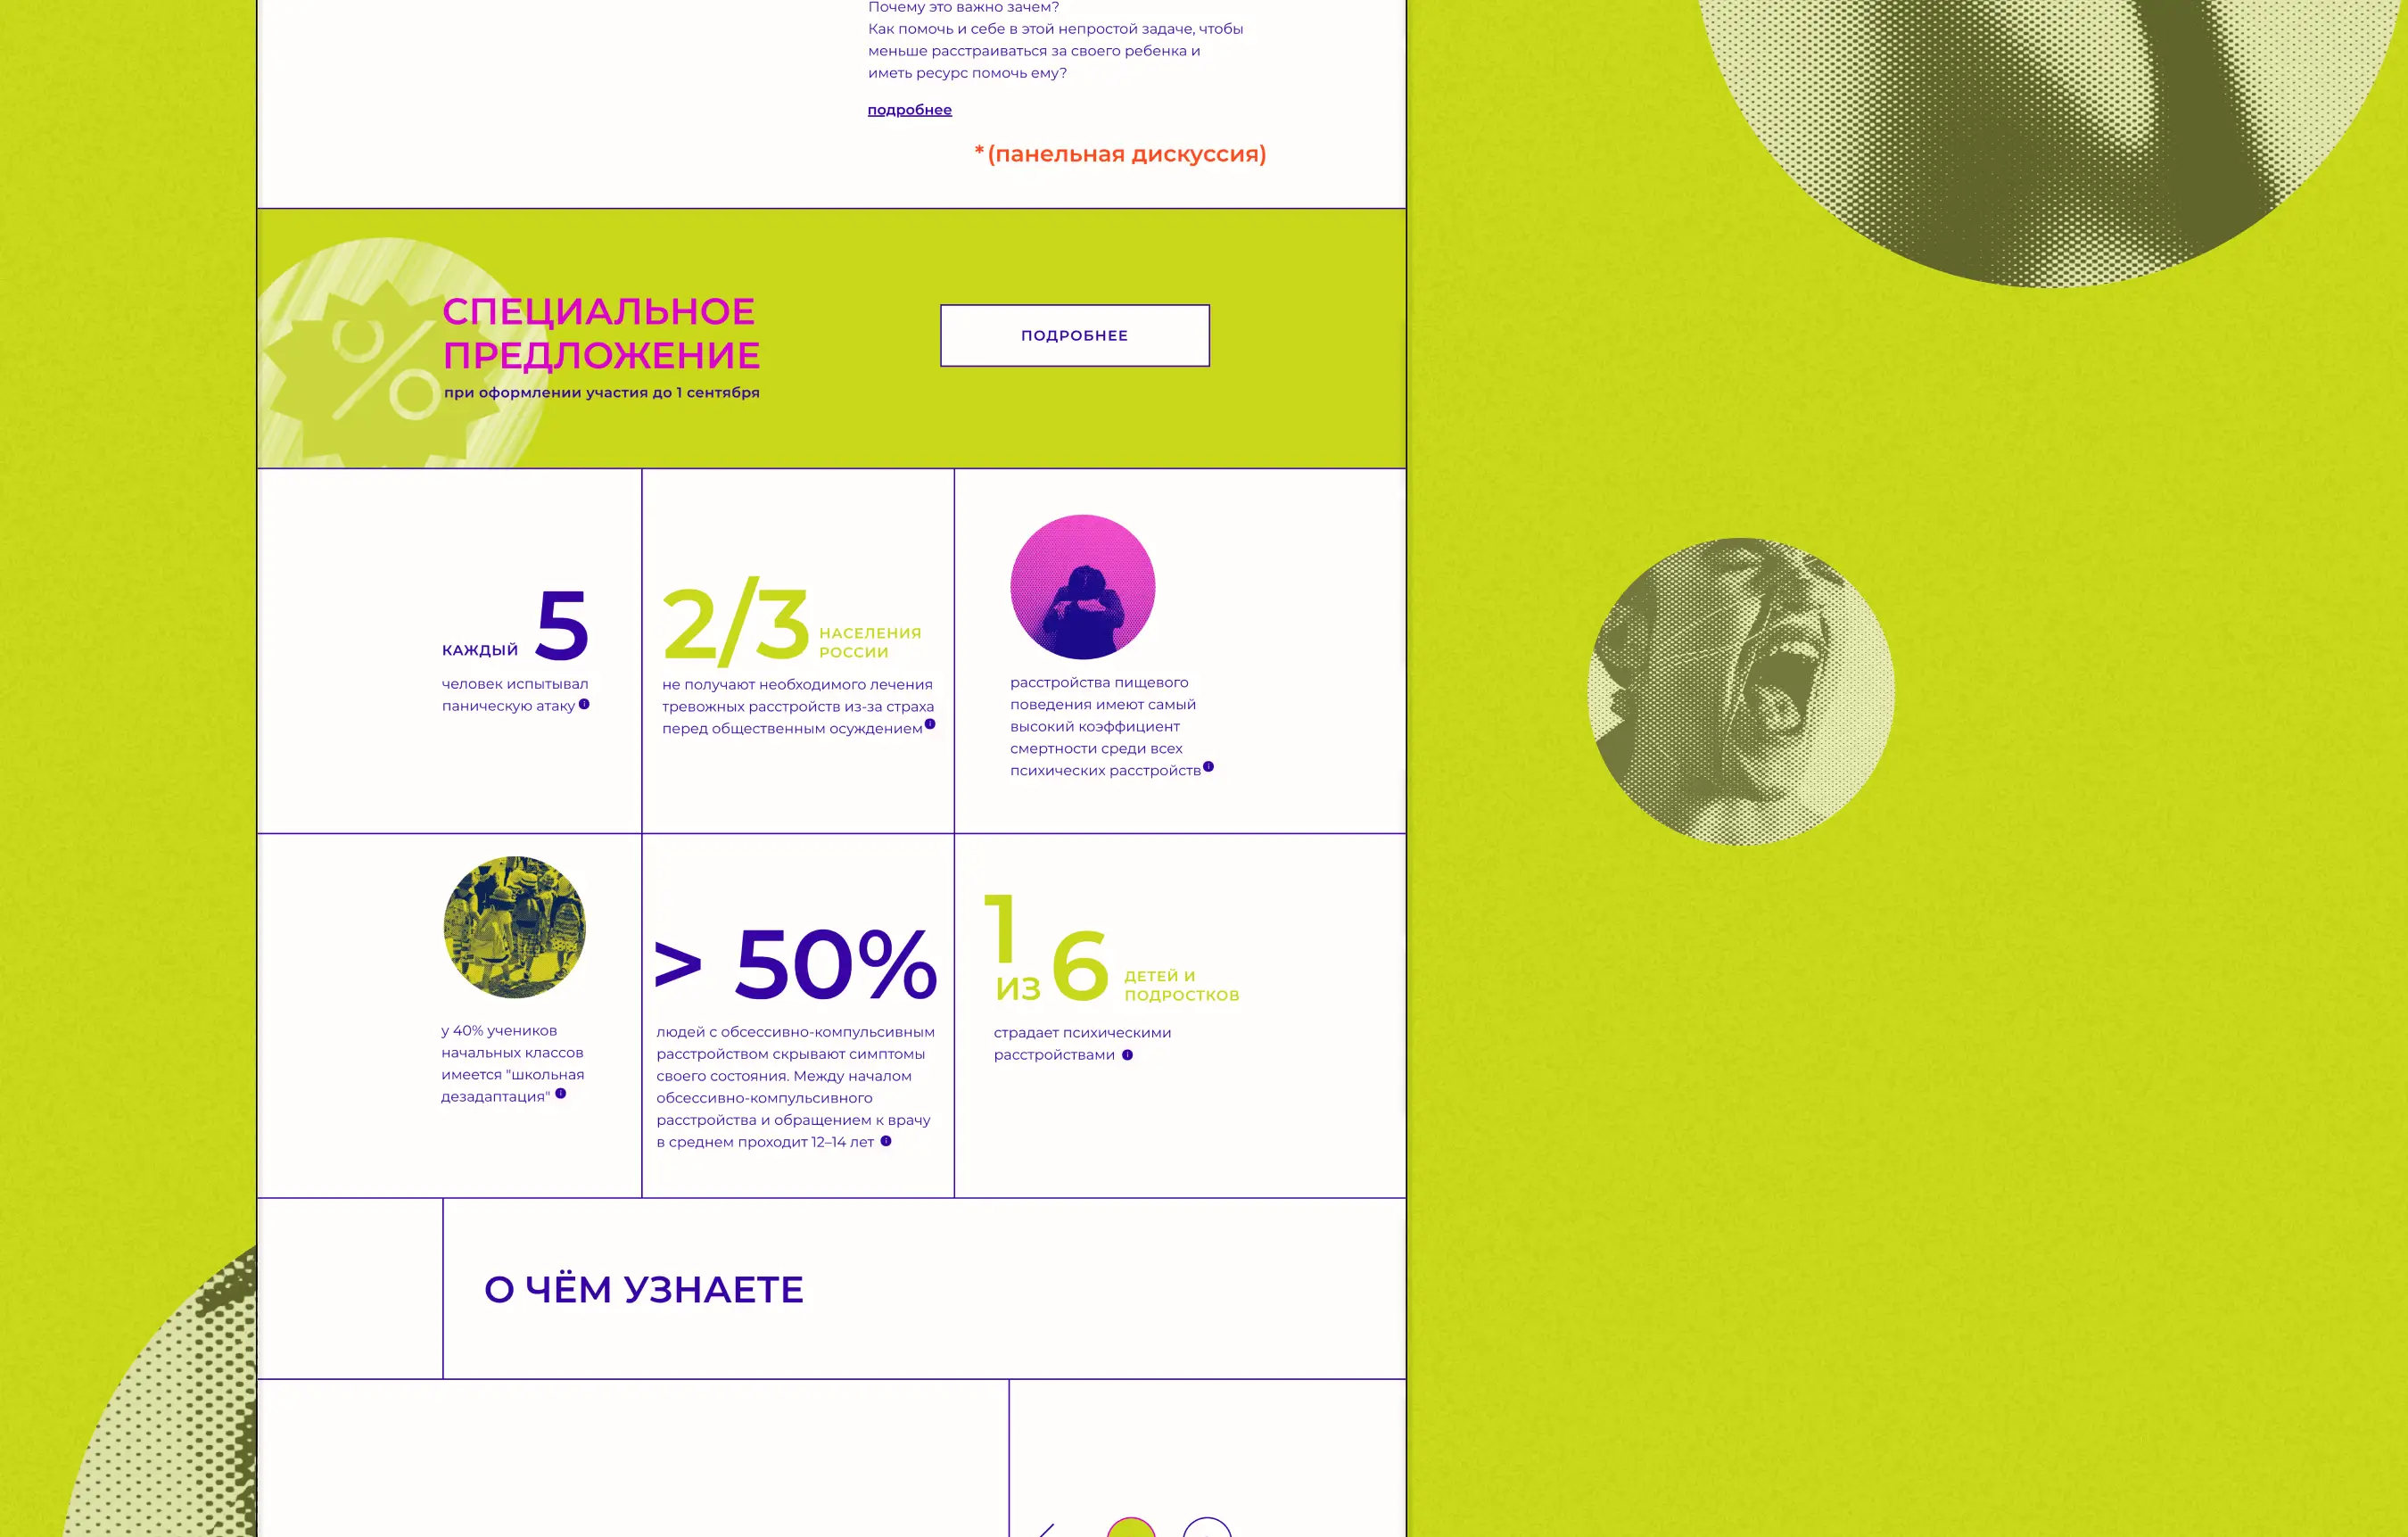 Почему это важно зачем?
Как помочь и себе в этой непростой задаче, чтобы
меньше расстраиваться за своего ребенка и
иметь ресурс помочь ему?
подробнее
*(панельная дискуссия)
СПЕЦИАЛЬНОЕ
ПРЕДЛОЖЕНИЕ
при оформлении участия до 1 сентября
ПОДРОБНЕЕ
КАЖДЫЙ 5
человек испытывал
паническую атаку
2/3 НАСЕЛЕНИЯ
РОССИИ
не получают необходимого лечения
тревожных расстройств из-за страха
перед общественным осуждением
расстройства пищевого
поведения имеют самый
высокий коэффициент
смертности среди всех
психических расстройств
у 40% учеников
начальных классов
имеется "школьная
дезадаптация"
> 50%
людей с обсессивно-компульсивным
расстройством скрывают симптомы
своего состояния. Между началом
обсессивно-компульсивного
расстройства и обращением к врачу
в среднем проходит 12–14 лет
1
ИЗ 6 ДЕТЕЙ И
ПОДРОСТКОВ
страдает психическими
расстройствами
О ЧЁМ УЗНАЕТЕ